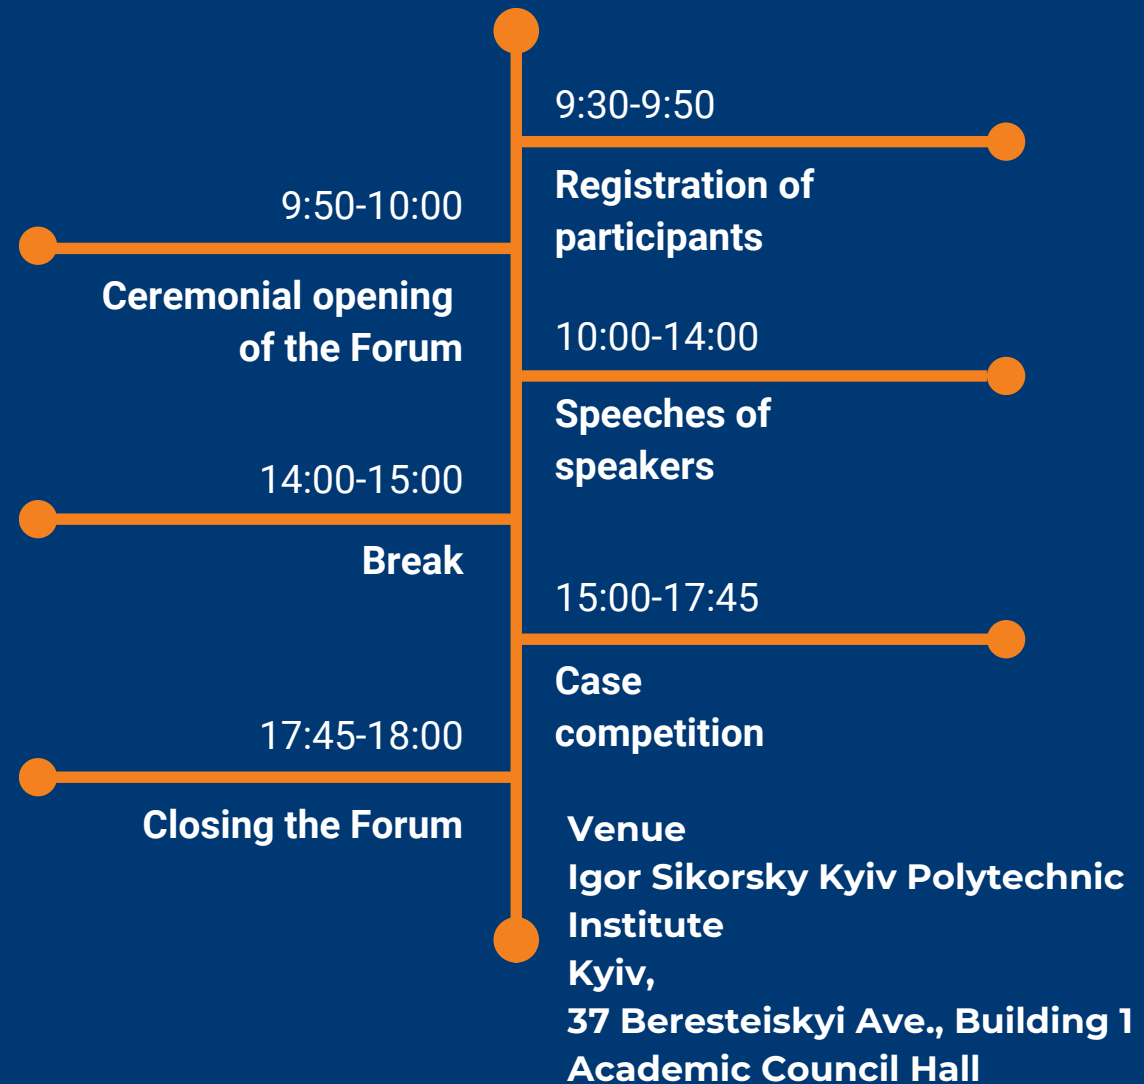 9:30-9:50
Registration of
participants
9:50-10:00
Ceremonial opening
of the Forum
10:00-14:00
Speeches of
speakers
14:00-15:00
Break
15:00-17:45
Case
competition
17:45-18:00
Closing the Forum
Venue
Igor Sikorsky Kyiv Polytechnic
Institute
Kyiv,
37 Beresteiskyi Ave., Building 1
Academic Council Hall